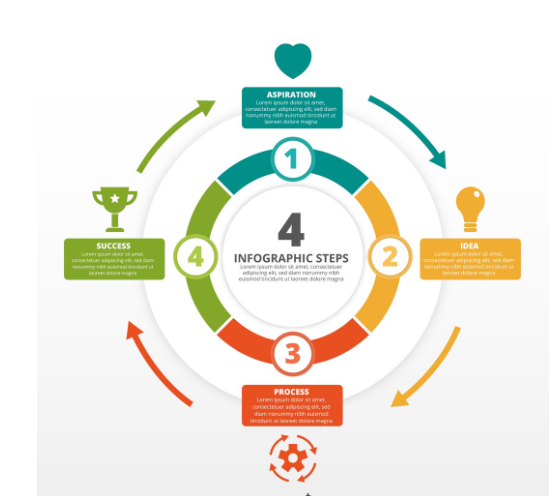 ASPIRATION
Lorem ipsum dolor sit amet,
consectetuer adipiscing elit, sed diam
nonummy nibh euismod tincidunt ut
laoreet dolore magna
1
4
INFOGRAPHIC STEPS
Lorem ipsum dolor sit amet, consectetuer
adipiscing elit, sed diam nonummy nibh
euismod tincidunt ut laoreet dolore magna
2
IDEA
Lorem ipsum dolor sit amet,
consectetuer adipiscing elit, sed diam
nonummy nibh euismod tincidunt ut
laoreet dolore magna
3
PROCESS
Lorem ipsum dolor sit amet,
consectetuer adipiscing elit, sed
diam nonummy nibh euismod
tincidunt ut laoreet dolore magna
4
SUCCESS
Lorem ipsum dolor sit amet,
consectetuer adipiscing elit, sed diam
nonummy nibh euismod tincidunt ut
laoreet dolore magna